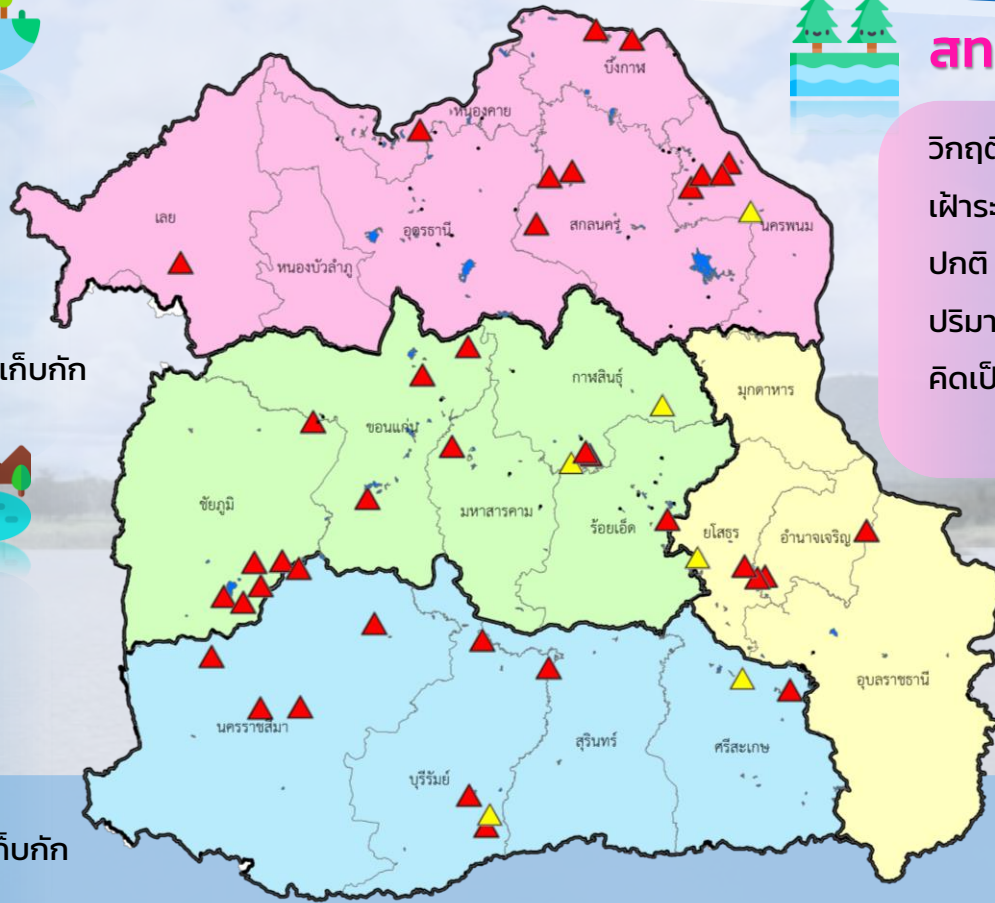 สท
วิกฤต
เฝ้าระ
ปกติ
ปริมา
คิดเป็
เก็บกัก
ก็บกัก
บึงกาฬ
หนองคาย
เลย
อุดรธานี
สกลนคร
นครพนม
หนองบัวลำภู
กาฬสินธุ์
มุกดาหาร
ขอนแก่น
ชัยภูมิ
มหาสารคาม
ร้อยเอ็ด
ยโสธร
อำนาจเจริญ
อุบลราชธานี
นครราชสีมา
บุรีรัมย์
สุรินทร์
ศรีสะเกษ